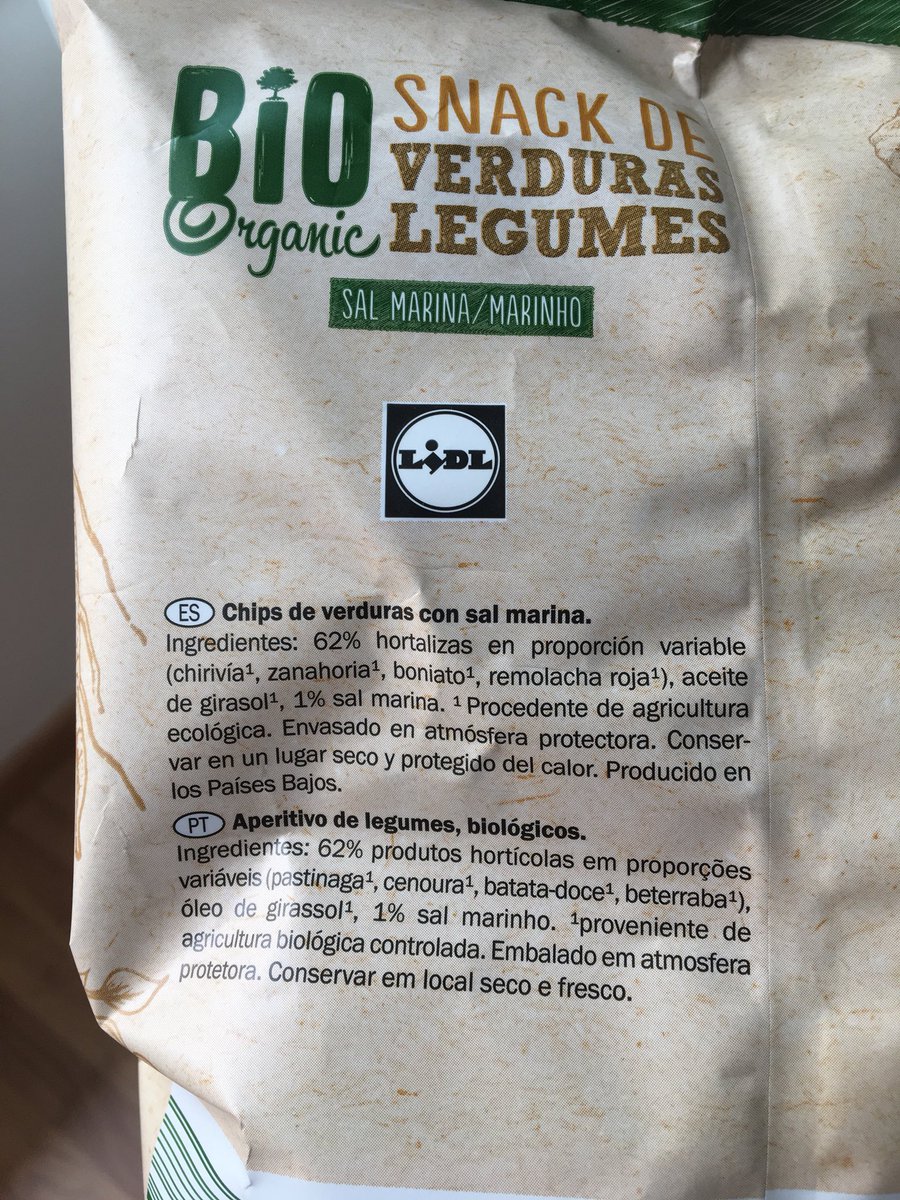 BIO
Organic
SNACK DE
VERDURAS
LEGUMES
SAL MARINA/MARINHO
LIDL
ES Chips de verduras con sal marina.
Ingredientes: 62% hortalizas en proporción variable
(chirivía¹, zanahoria¹, boniato¹, remolacha roja¹), aceite
de girasol¹, 1% sal marina. ¹ Procedente de agricultura
ecológica. Envasado en atmósfera protectora. Conser-
var en un lugar seco y protegido del calor. Producido en
los Países Bajos.
PT Aperitivo de legumes, biológicos.
Ingredientes: 62% produtos hortícolas em proporções
variáveis (pastinaga¹, cenoura¹, batata-doce¹, beterraba¹),
óleo de girassol¹, 1% sal marinho. ¹proveniente de
agricultura biológica controlada. Embalado em atmosfera
protetora. Conservar em local seco e fresco.